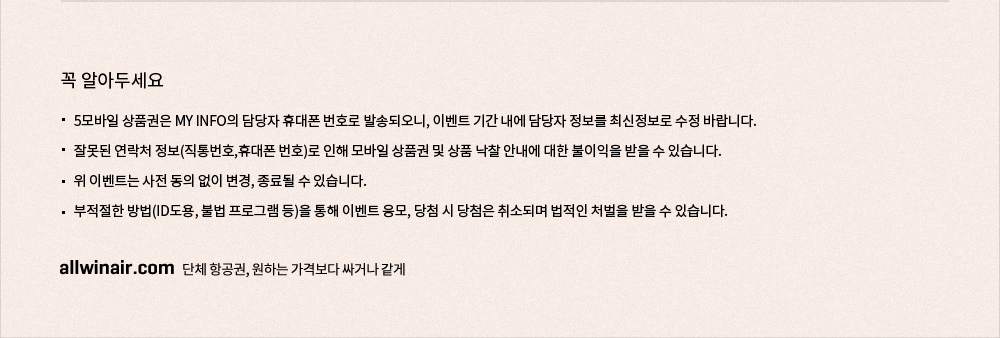 꼭 알아두세요
· 5모바일 상품권은 MY INFO의 담당자 휴대폰 번호로 발송되오니, 이벤트 기간 내에 담당자 정보를 최신정보로 수정 바랍니다.
· 잘못된 연락처 정보(직통번호,휴대폰 번호)로 인해 모바일 상품권 및 상품 낙찰 안내에 대한 불이익을 받을 수 있습니다.
· 위 이벤트는 사전 동의 없이 변경, 종료될 수 있습니다.
· 부적절한 방법(ID도용, 불법 프로그램 등)을 통해 이벤트 응모, 당첨 시 당첨은 취소되며 법적인 처벌을 받을 수 있습니다.
allwinair.com 단체 항공권, 원하는 가격보다 싸거나 같게